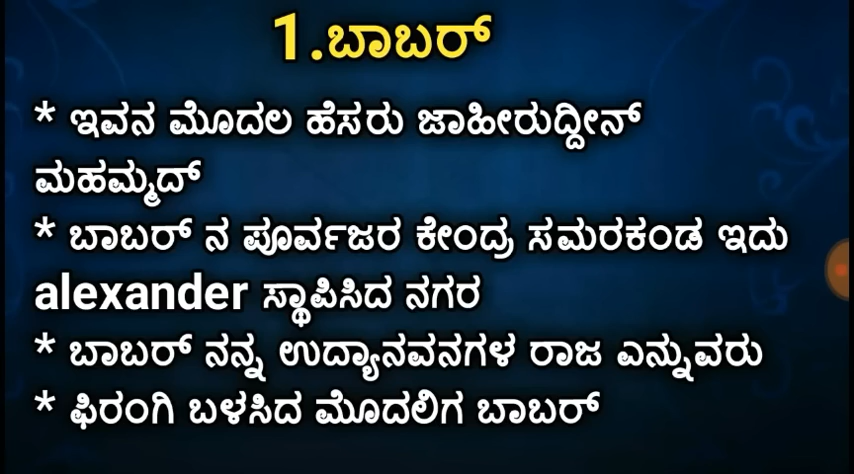 1.ಬಾಬರ್
* ಇವನ ಮೊದಲ ಹೆಸರು ಜಾಹೀರುದ್ದೀನ್
ಮಹಮ್ಮದ್
* ಬಾಬರ್ ನ ಪೂರ್ವಜರ ಕೇಂದ್ರ ಸಮರಕಂಡ ಇದು
alexander ಸ್ಥಾಪಿಸಿದ ನಗರ
* ಬಾಬರ್ ನನ್ನ ಉದ್ಯಾನವನಗಳ ರಾಜ ಎನ್ನುವರು
* ಫಿರಂಗಿ ಬಳಸಿದ ಮೊದಲಿಗ ಬಾಬರ್